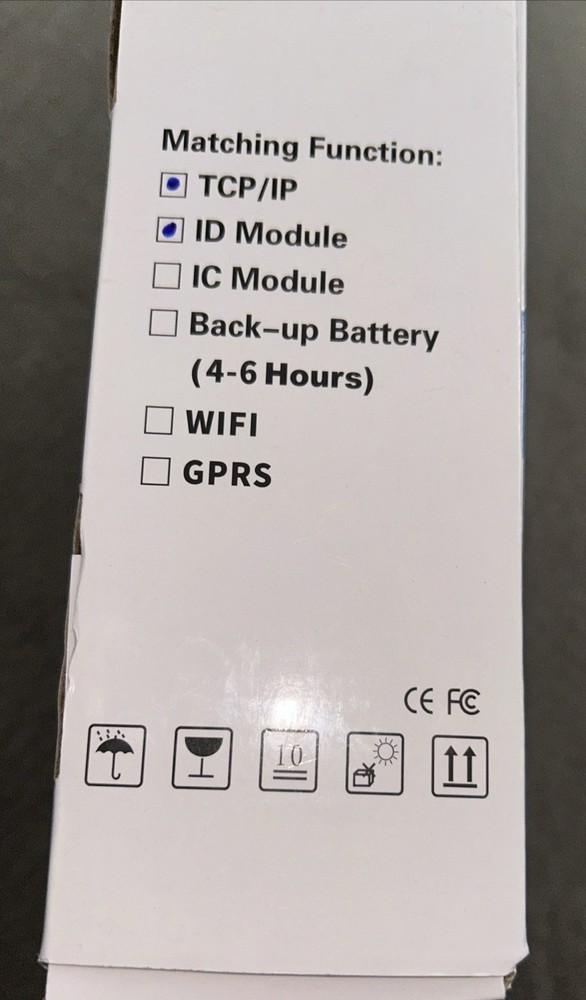 Matching Function:
TCP/IP
ID Module
IC Module
Back-up Battery
(4-6 Hours)
WIFI
GPRS
CE FC
10